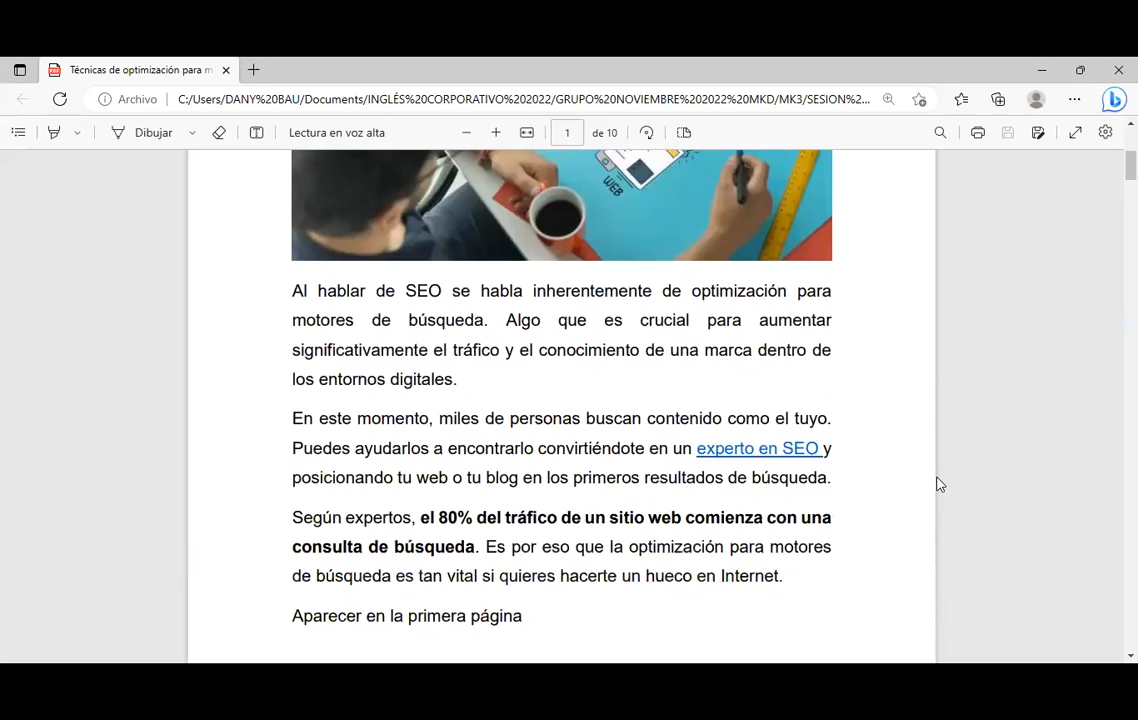 Técnicas de optimización para m
Archivo
C:/Users/DANY%20BAU/Documents/INGLÉS%20CORPORATIVO%202022/GRUPO%20NOVIEMBRE%202022%20MKD/MK3/SESION%2...
Dibujar
Lectura en voz alta
1 de 10
WEB
Al hablar de SEO se habla inherentemente de optimización para
motores de búsqueda. Algo que es crucial para aumentar
significativamente el tráfico y el conocimiento de una marca dentro de
los entornos digitales.
En este momento, miles de personas buscan contenido como el tuyo.
Puedes ayudarlos a encontrarlo convirtiéndote en un experto en SEO y
posicionando tu web o tu blog en los primeros resultados de búsqueda.
Según expertos, el 80% del tráfico de un sitio web comienza con una
consulta de búsqueda. Es por eso que la optimización para motores
de búsqueda es tan vital si quieres hacerte un hueco en Internet.
Aparecer en la primera página